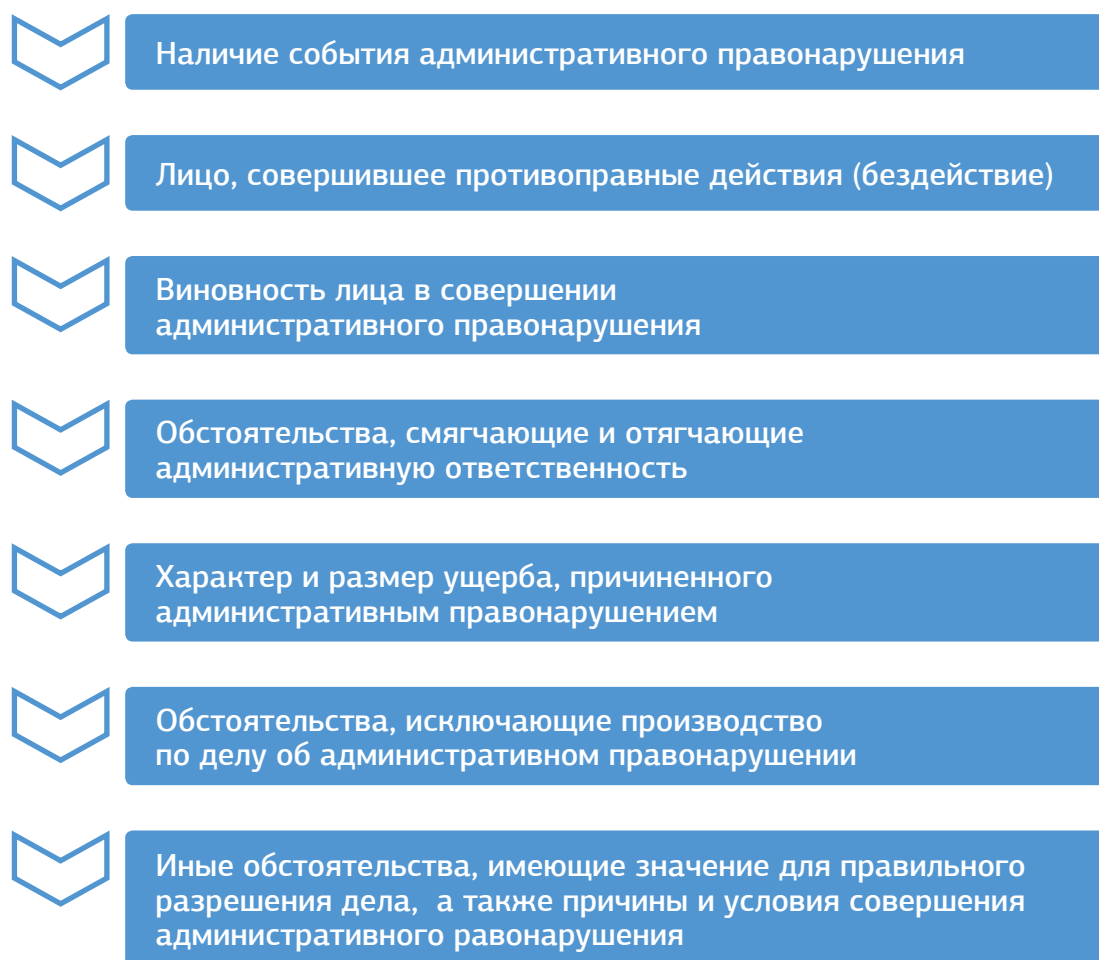 Наличие события административного правонарушения
Лицо, совершившее противоправные действия (бездействие)
Виновность лица в совершении
административного правонарушения
Обстоятельства, смягчающие и отягчающие
административную ответственность
Характер и размер ущерба, причиненного
административным правонарушением
Обстоятельства, исключающие производство
по делу об административном правонарушении
Иные обстоятельства, имеющие значение для правильного
разрешения дела,  а также причины и условия совершения
административного равонарушения